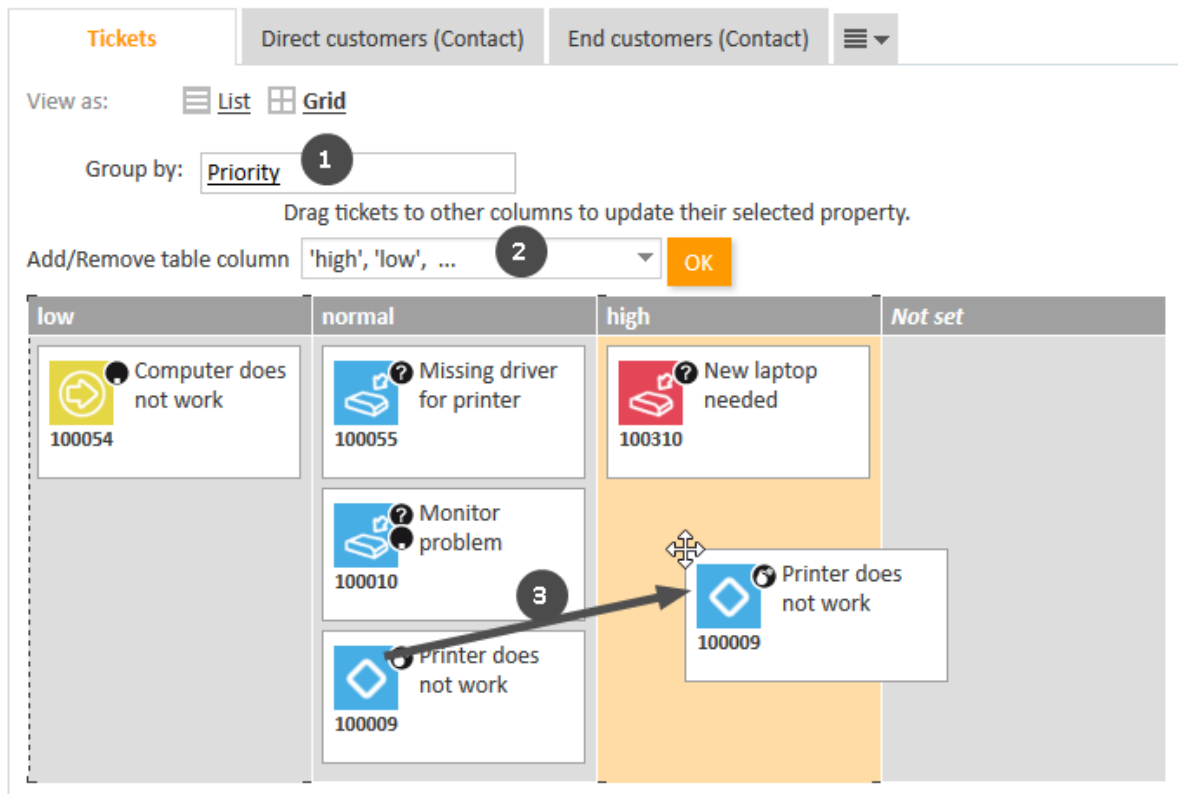 Tickets
Direct customers (Contact)
End customers (Contact)
View as:
List
Grid
1
Group by:
Priority
Drag tickets to other columns to update their selected property.
2
Add/Remove table column
'high', 'low', ...
OK
low
normal
high
Not set
Computer does
not work
100054
Missing driver
for printer
100055
New laptop
needed
100310
Monitor
problem
100010
3
Printer does
not work
100009
Printer does
not work
100009